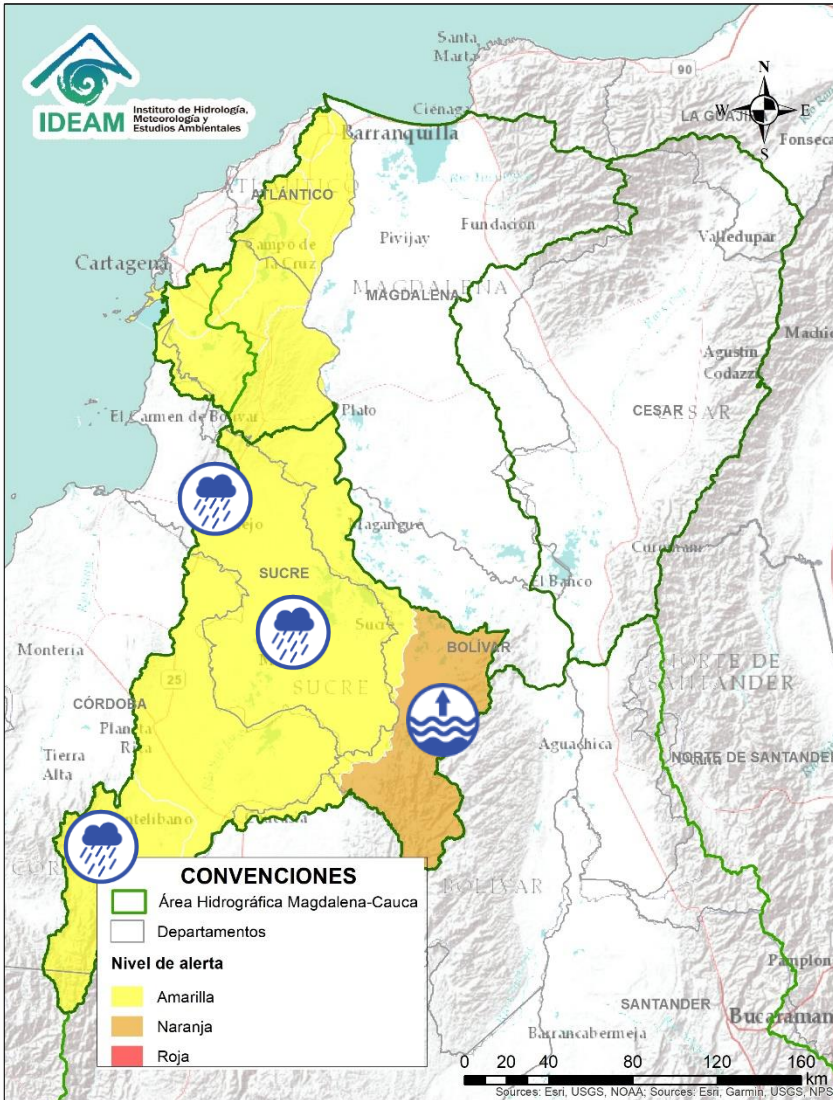 IDEAM
Instituto de Hidrología,
Meteorología y
Estudios Ambientales
Santa
Marta
90
N
W
E
S
Ciénaga
LA GUAJIRA
Fonseca
Barranquilla
ATLÁNTICO
Pivijay
Fundación
Valledupar
Cartagena
Campo de
la Cruz
MAGDALENA
MAGDALENA
Agustín
Codazzi
CESAR
CESAR
El Carmen de Bolívar
Plato
Magangué
SUCRE
El Banco
Sucre
BOLÍVAR
Montería
25
SUCRE
NORTE DE
SANTANDER
CÓRDOBA
Planeta
Rica
Tierra
Alta
Aguachica
NORTE DE SANTANDER
BOLÍVAR
CONVENCIONES
Área Hidrográfica Magdalena-Cauca
Departamentos
Nivel de alerta
Amarilla
Naranja
Roja
Pamplon
SANTANDER
Bucaraman
Barrancabermeja
0 20 40 80 120 160
km
Sources: Esri, USGS, NOAA; Sources: Esri, Garmin, USGS, NPS